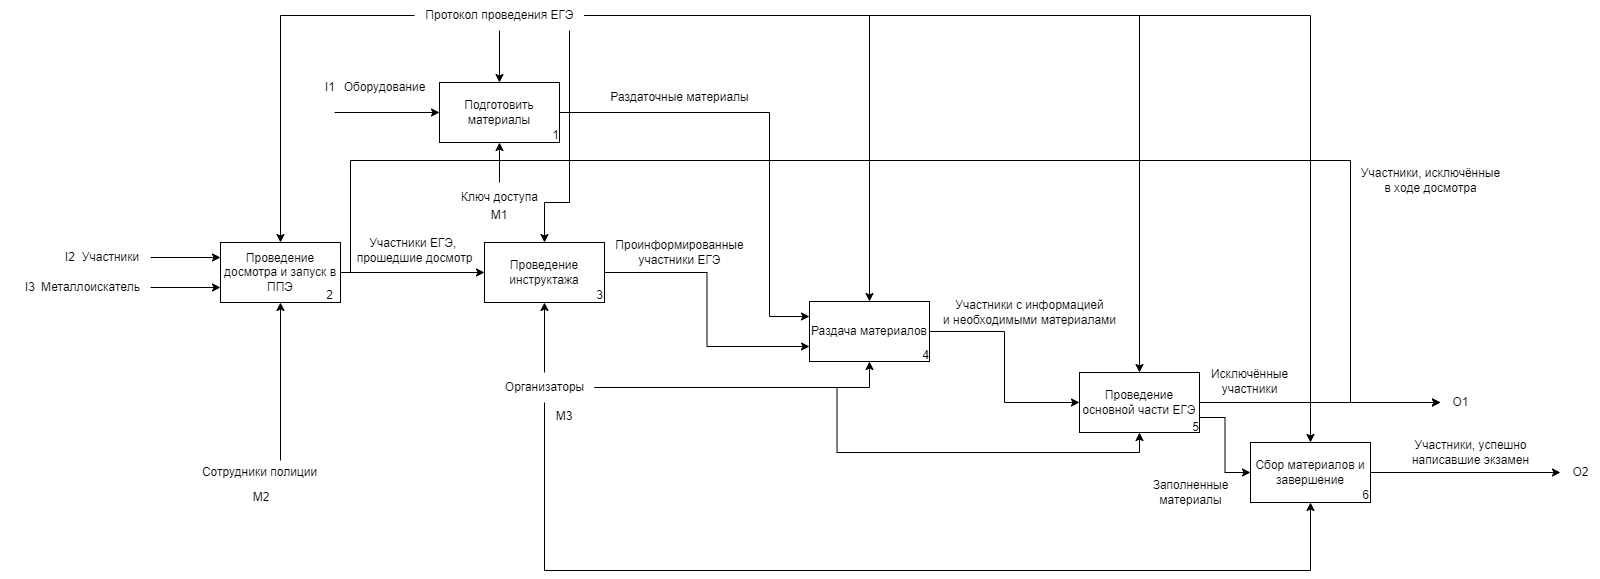 Протокол проведения ЕГЭ
I1 Оборудование
Подготовить
материалы
1
Раздаточные материалы
Ключ доступа
M1
Участники, исключённые
в ходе досмотра
I2 Участники
I3 Металлоискатель
Проведение
досмотра и запуск в
ППЭ
2
Участники ЕГЭ,
прошедшие досмотр
Проведение
инструктажа
3
Проинформированные
участники ЕГЭ
Раздача материалов
4
Участники с информацией
и необходимыми материалами
Организаторы
M3
Проведение
основной части ЕГЭ
5
Исключённые
участники
O1
Сотрудники полиции
M2
Заполненные
материалы
Сбор материалов и
завершение
6
Участники, успешно
написавшие экзамен
O2